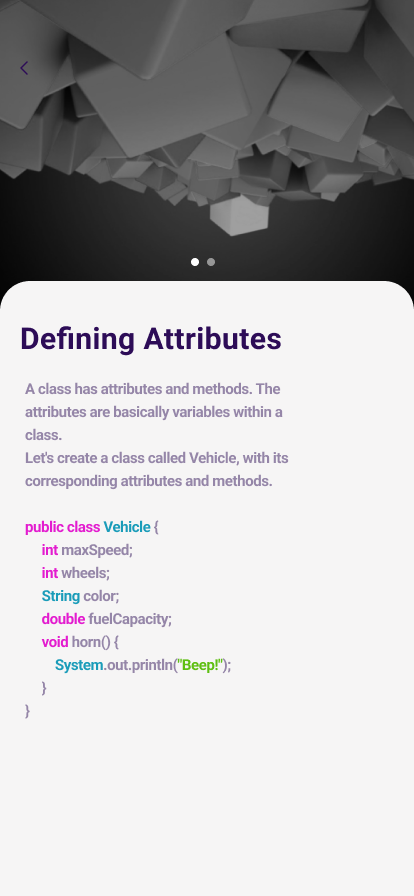 Defining Attributes
A class has attributes and methods. The
attributes are basically variables within a
class.
Let's create a class called Vehicle, with its
corresponding attributes and methods.
public class Vehicle {
int maxSpeed;
int wheels;
String color;
double fuelCapacity;
void horn() {
System.out.println("Beep!");
}
}